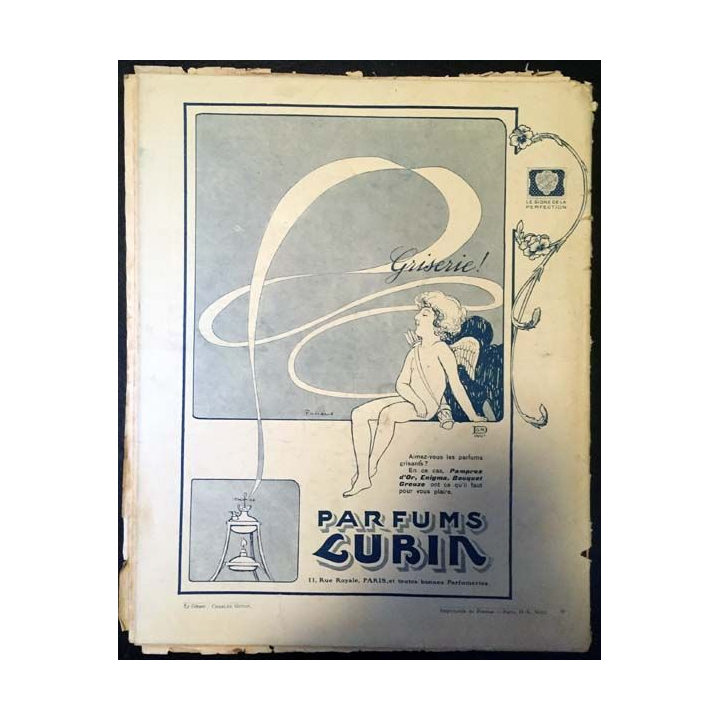 LE SIGNE DE LA
PERFECTION
Griserie!
Aimez-vous les parfums
grisants?
En ce cas, Pampres
d'Or, Enigma, Bouquet
Greuze ont ce qu'il faut
pour vous plaire.
PARFUMS
LUBIN
11, Rue Royale, PARIS, et toutes bonnes Parfumeries.